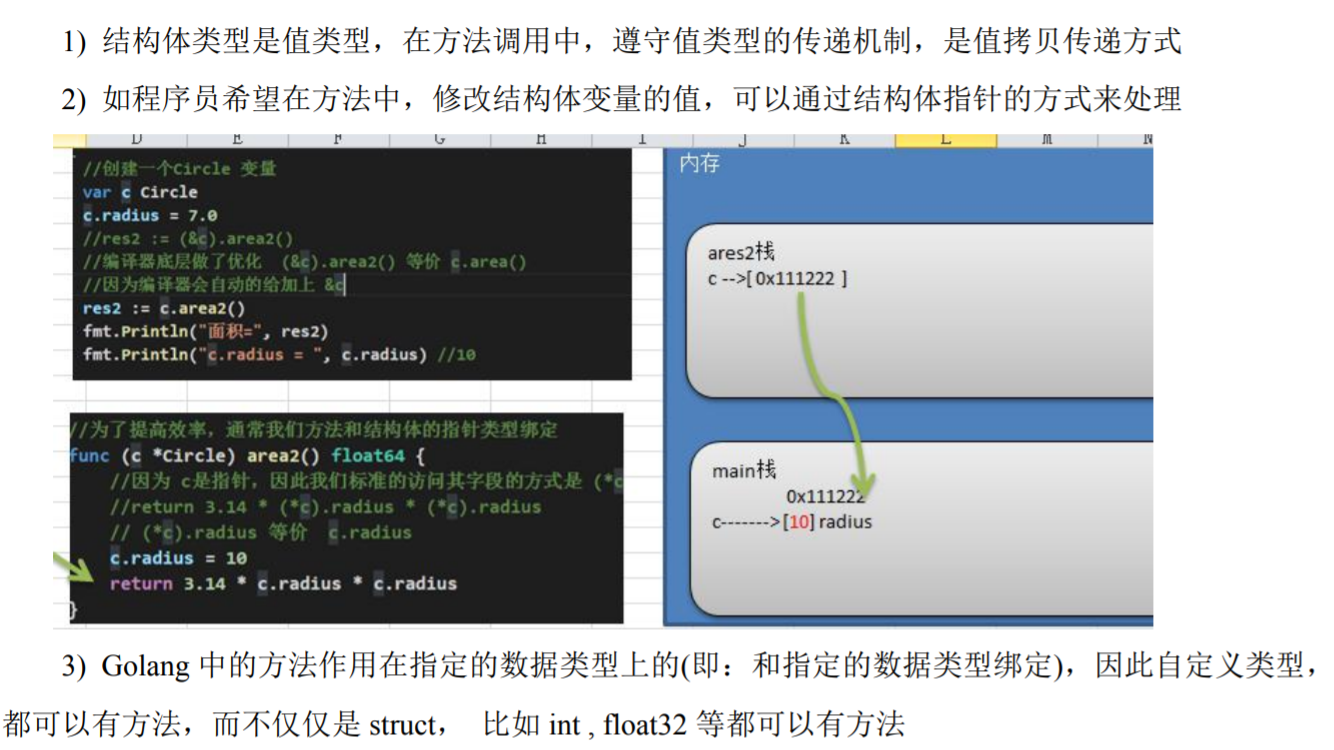 1) 结构体类型是值类型，在方法调用中，遵守值类型的传递机制，是值拷贝传递方式
2) 如程序员希望在方法中，修改结构体变量的值，可以通过结构体指针的方式来处理
D E F G H I J K L M N
//创建一个Circle 变量
var c Circle
c.radius = 7.0
//res2 := (&c).area2()
//编译器底层做了优化 (&c).area2() 等价 c.area()
//因为编译器会自动的给加上 &c
res2 := c.area2()
fmt.Println("面积=", res2)
fmt.Println("c.radius = ", c.radius) //10
//为了提高效率，通常我们方法和结构体的指针类型绑定
func (c *Circle) area2() float64 {
//因为 c是指针，因此我们标准的访问其字段的方式是 (*c
//return 3.14 * (*c).radius * (*c).radius
// (*c).radius 等价 c.radius
c.radius = 10
return 3.14 * c.radius * c.radius
}
内存
ares2栈
c -->[ 0x111222 ]
main栈
0x111222
c------->[10] radius
3) Golang 中的方法作用在指定的数据类型上的(即：和指定的数据类型绑定)，因此自定义类型，
都可以有方法，而不仅仅是 struct， 比如 int , float32 等都可以有方法